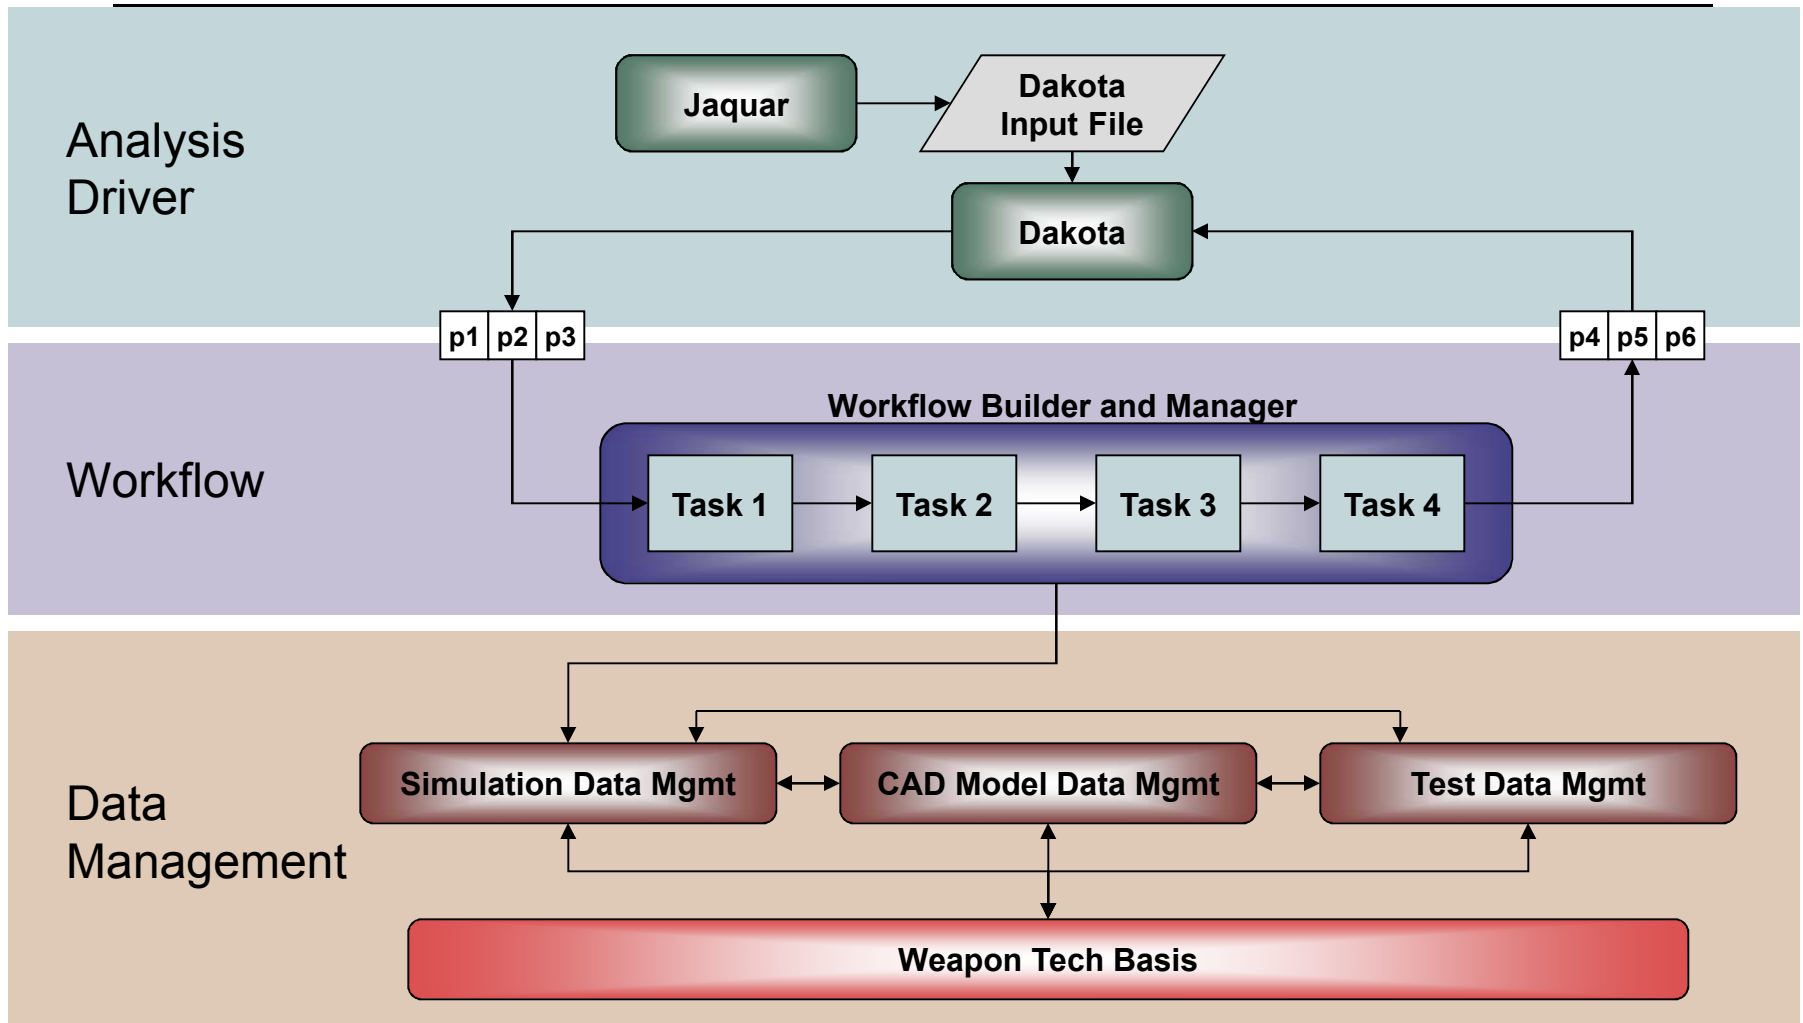 Analysis
Driver
Jaquar
Dakota
Input File
Dakota
p1 p2 p3
p4 p5 p6
Workflow
Workflow Builder and Manager
Task 1
Task 2
Task 3
Task 4
Data
Management
Simulation Data Mgmt
CAD Model Data Mgmt
Test Data Mgmt
Weapon Tech Basis